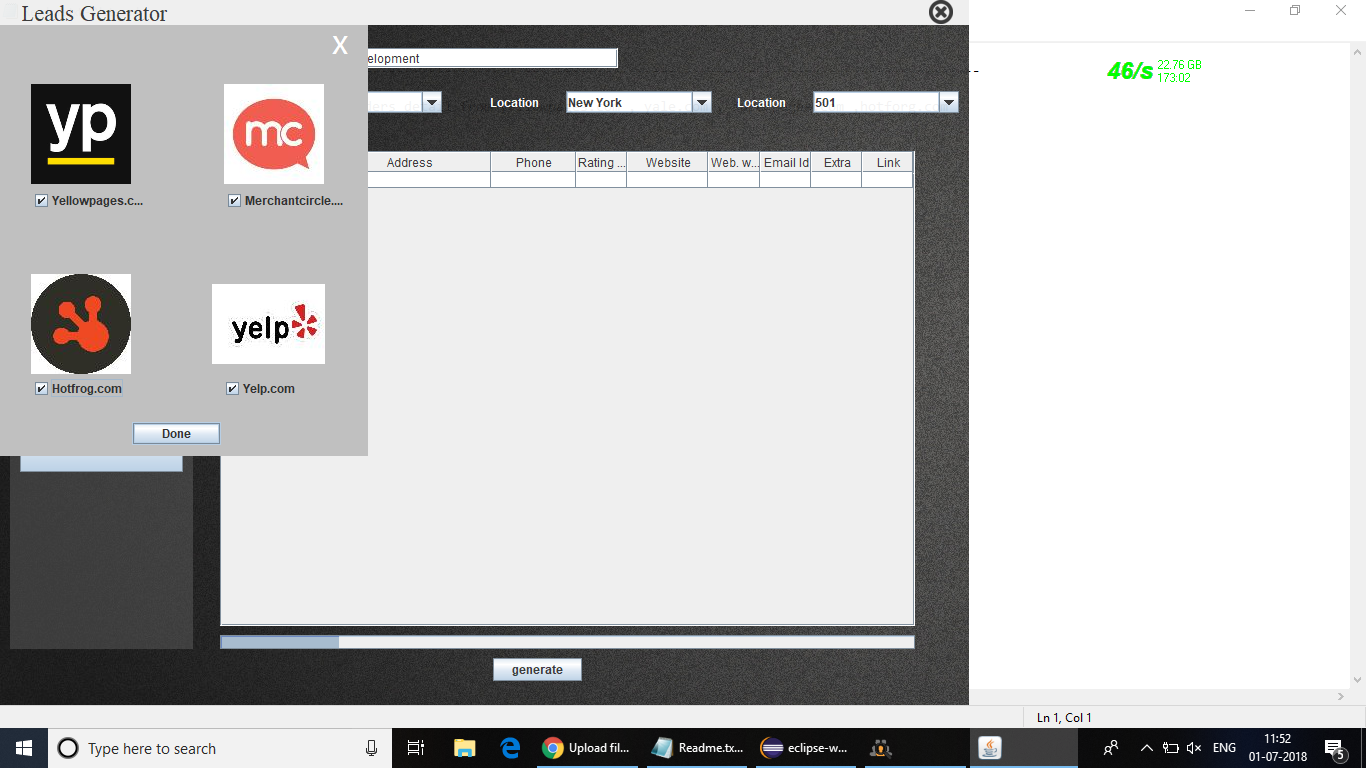 Leads Generator
X
elopment
46/s
22.76 GB
173:02
yp
mc
Location
New York
Location
501
Address
Phone
Rating ...
Website
Web. w...
Email Id
Extra
Link
Yellowpages.c...
Merchantcircle....
yelp
Hotfrog.com
Yelp.com
Done
generate
Ln 1, Col 1
Type here to search
Upload fil...
Readme.tx...
eclipse-w...
ENG
11:52
01-07-2018
5